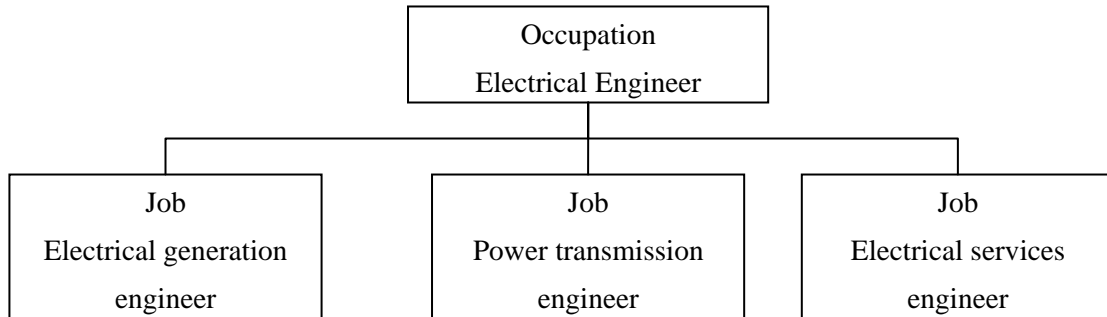 Occupation
Electrical Engineer
Job
Electrical generation
engineer
Job
Power transmission
engineer
Job
Electrical services
engineer